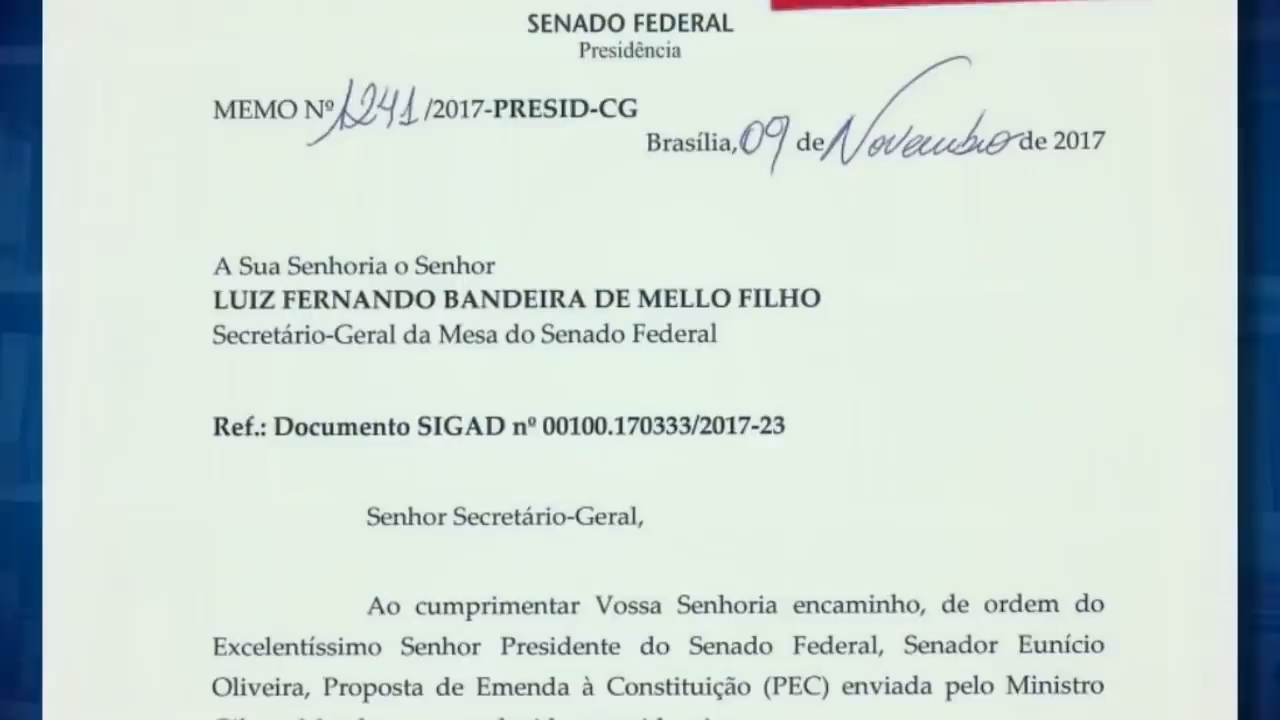 SENADO FEDERAL
Presidência
MEMO Nº 1241/2017-PRESID-CG
Brasília, 09 de Novembro de 2017
A Sua Senhoria o Senhor
LUIZ FERNANDO BANDEIRA DE MELLO FILHO
Secretário-Geral da Mesa do Senado Federal
Ref.: Documento SIGAD nº 00100.170333/2017-23
Senhor Secretário-Geral,
Ao cumprimentar Vossa Senhoria encaminho, de ordem do
Excelentíssimo Senhor Presidente do Senado Federal, Senador Eunício
Oliveira, Proposta de Emenda à Constituição (PEC) enviada pelo Ministro